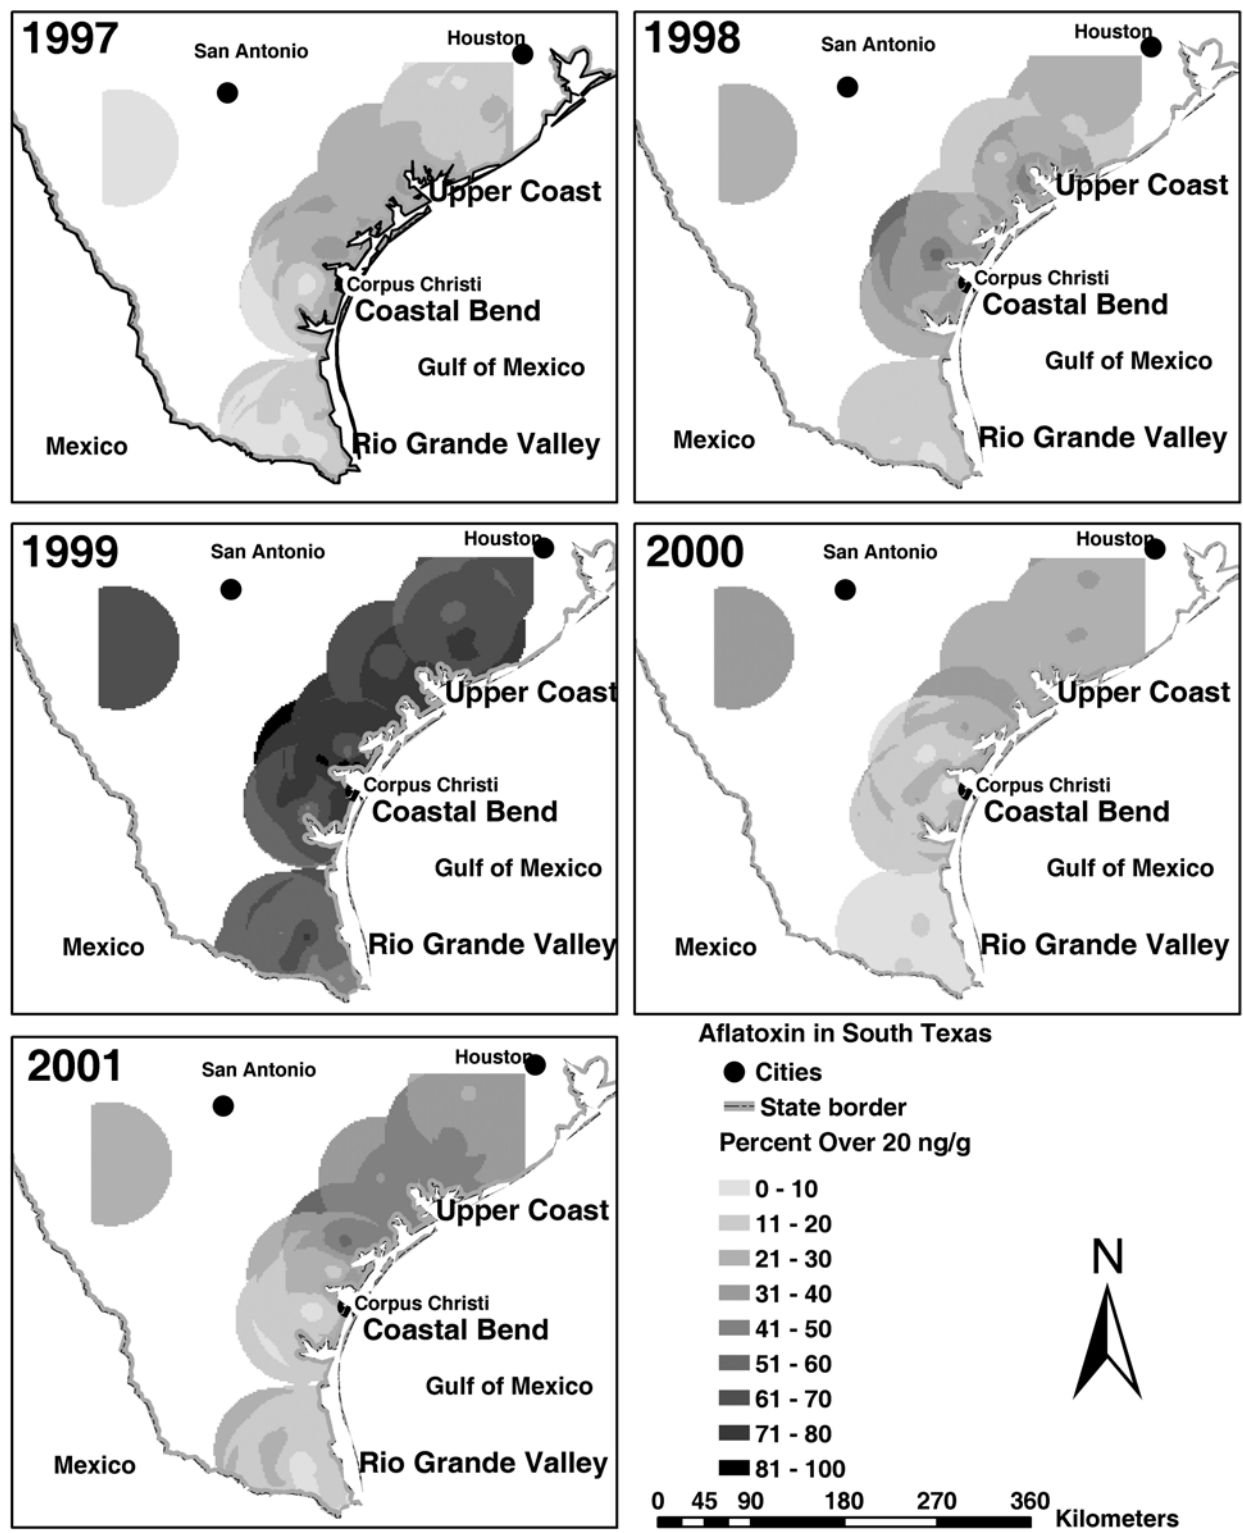 1997
San Antonio
Houston
Upper Coast
Corpus Christi
Coastal Bend
Gulf of Mexico
Mexico
Rio Grande Valley
1998
San Antonio
Houston
Upper Coast
Corpus Christi
Coastal Bend
Gulf of Mexico
Mexico
Rio Grande Valley
1999
San Antonio
Houston
Upper Coast
Corpus Christi
Coastal Bend
Gulf of Mexico
Mexico
Rio Grande Valley
2000
San Antonio
Houston
Upper Coast
Corpus Christi
Coastal Bend
Gulf of Mexico
Mexico
Rio Grande Valley
2001
San Antonio
Houston
Upper Coast
Corpus Christi
Coastal Bend
Gulf of Mexico
Mexico
Rio Grande Valley
Aflatoxin in South Texas
Cities
State border
Percent Over 20 ng/g
0 - 10
11 - 20
21 - 30
31 - 40
41 - 50
51 - 60
61 - 70
71 - 80
81 - 100
N
0 45 90 180 270 360
Kilometers